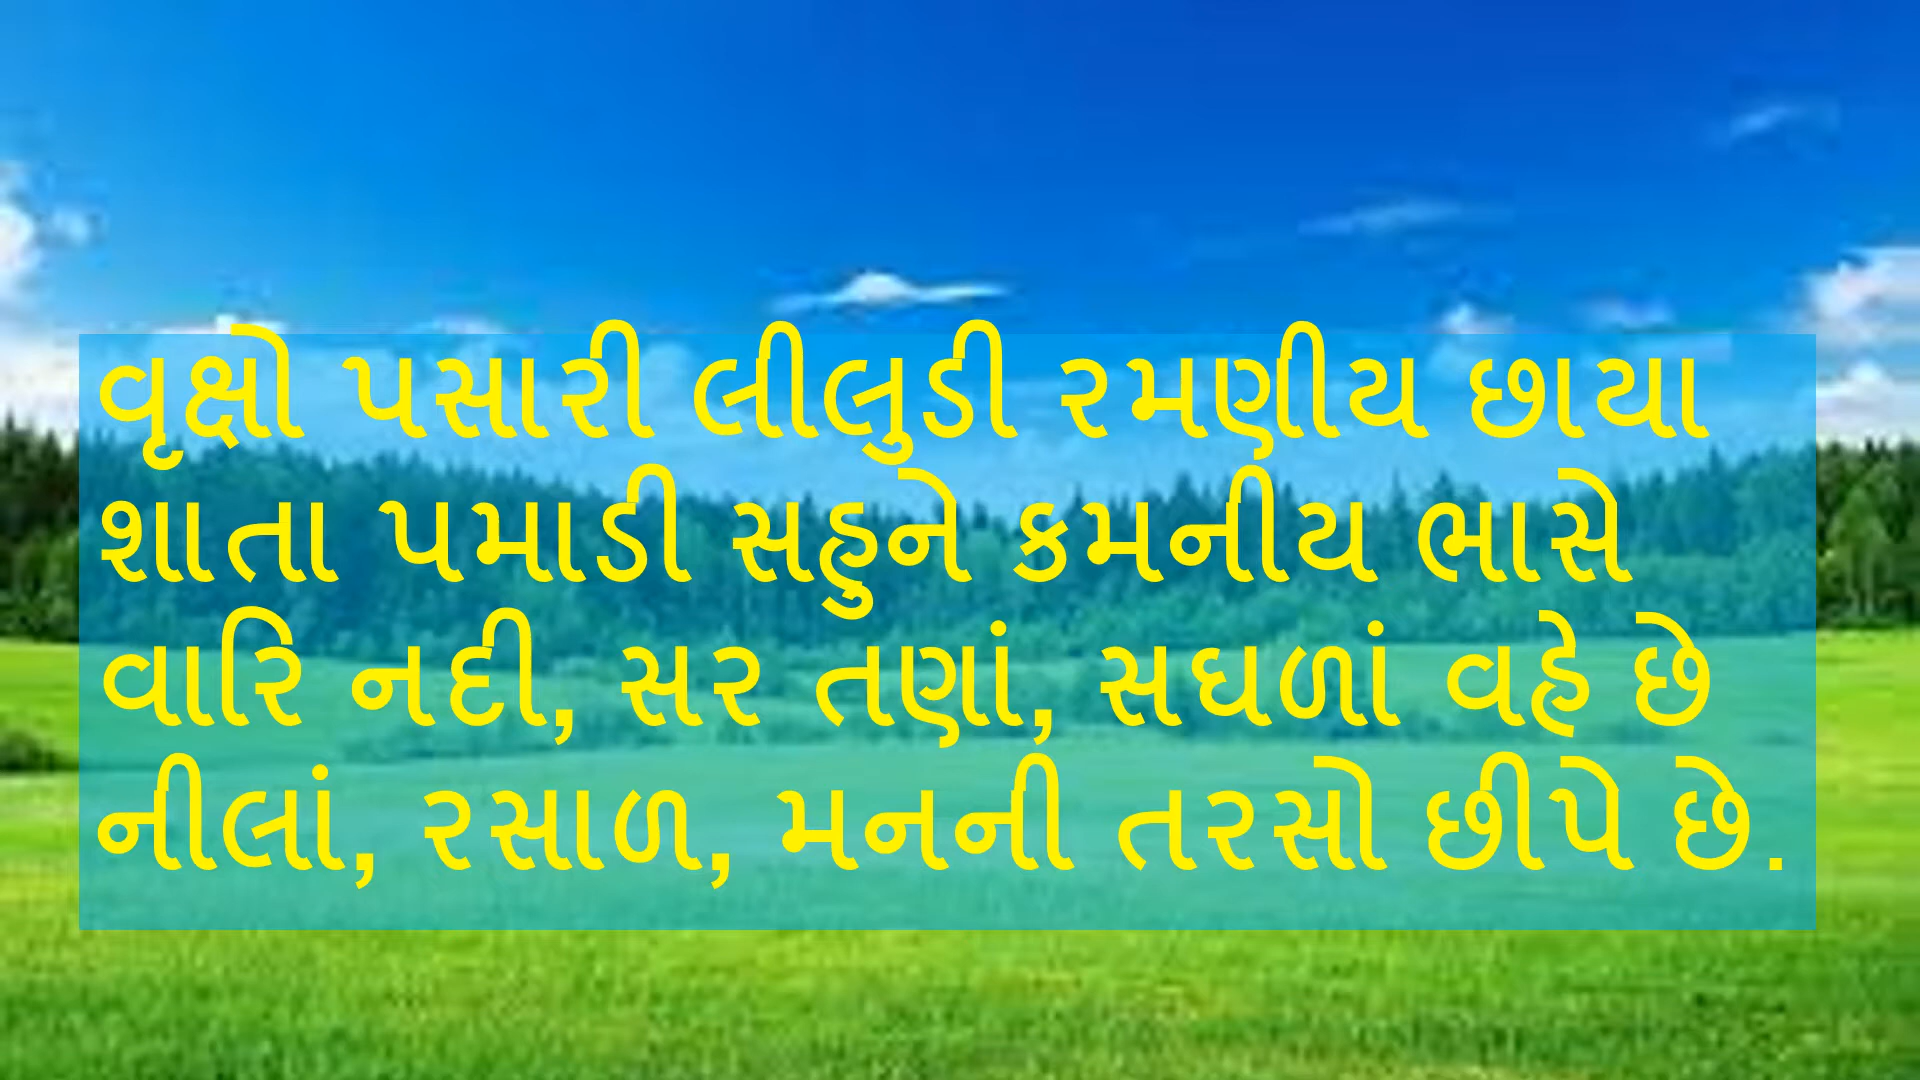 વૃક્ષો પસારી લીલુડી રમણીય છાયા
શાતા પમાડી સહુને કમનીય ભાસે
વારિ નદી, સર તણાં, સઘળાં વહે છે
નીલાં, રસાળ, મનની તરસો છીપે છે.